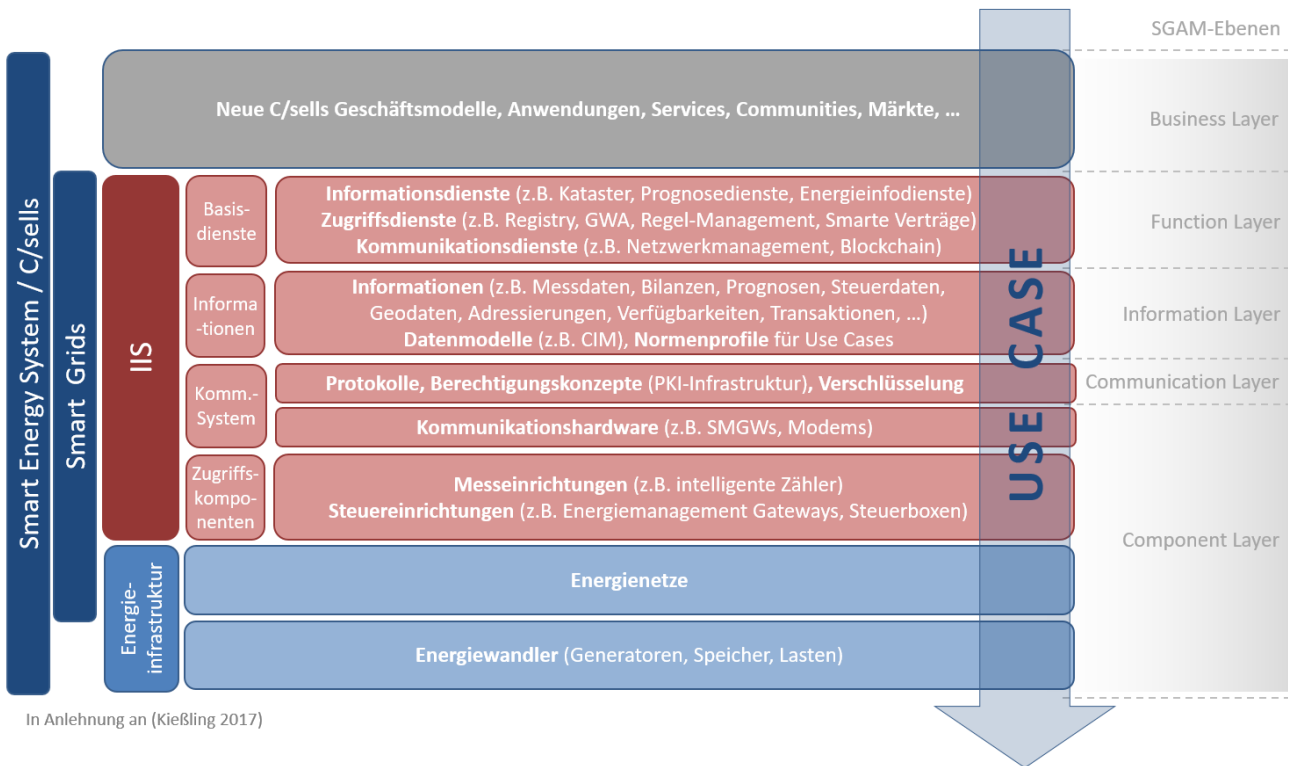 SGAM-Ebenen
Smart Energy System / C/sells
Smart Grids
Neue C/sells Geschäftsmodelle, Anwendungen, Services, Communities, Märkte, …
Business Layer
IIS
Basis-
dienste
Informationsdienste (z.B. Kataster, Prognosedienste, Energieinfodienste)
Zugriffsdienste (z.B. Registry, GWA, Regel-Management, Smarte Verträge)
Kommunikationsdienste (z.B. Netzwerkmanagement, Blockchain)
Function Layer
Informa
-tionen
Informationen (z.B. Messdaten, Bilanzen, Prognosen, Steuerdaten,
Geodaten, Adressierungen, Verfügbarkeiten, Transaktionen, …)
Datenmodelle (z.B. CIM), Normenprofile für Use Cases
Information Layer
Komm.-
System
Protokolle, Berechtigungskonzepte (PKI-Infrastruktur), Verschlüsselung
Communication Layer
Kommunikationshardware (z.B. SMGWs, Modems)
Zugriffs-
kompo-
nenten
Messeinrichtungen (z.B. intelligente Zähler)
Steuereinrichtungen (z.B. Energiemanagement Gateways, Steuerboxen)
Component Layer
USE CASE
Energie-
infrastruktur
Energienetze
Energiewandler (Generatoren, Speicher, Lasten)
In Anlehnung an (Kießling 2017)